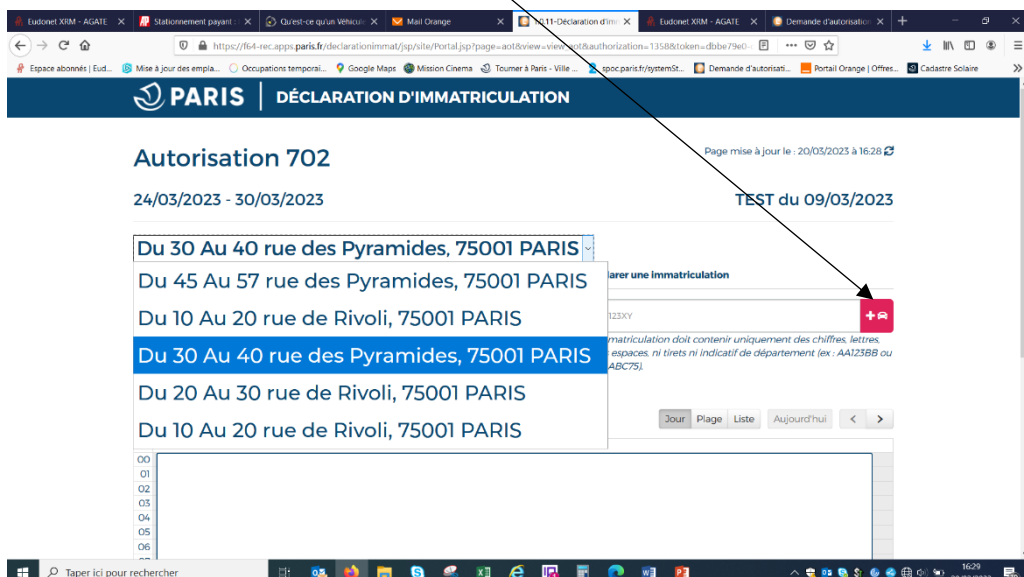 Eudonet XRM - AGATE
Stationnement payant
Qu'est-ce qu'un Véhicule
Mail Orange
1.0.11-Déclaration d'imm
Eudonet XRM - AGATE
Demande d'autorisation
https://f64-rec.apps.paris.fr/declarationimmat/jsp/site/Portal.jsp?page=aot&view=view_aot&authorization=1358&token=dbbe79e0-
Espace abonnés | Eud...
Mise à jour des empla...
Occupations temporai...
Google Maps
Mission Cinema
Tourner à Paris - Ville ...
spoc.paris.fr/systemSt...
Demande d'autorisati...
Portail Orange | Offres...
Cadastre Solaire
PARIS | DÉCLARATION D'IMMATRICULATION
Autorisation 702
Page mise à jour le : 20/03/2023 à 16:28
24/03/2023 - 30/03/2023
TEST du 09/03/2023
Du 30 Au 40 rue des Pyramides, 75001 PARIS
Du 45 Au 57 rue des Pyramides, 75001 PARIS
Du 10 Au 20 rue de Rivoli, 75001 PARIS
Du 30 Au 40 rue des Pyramides, 75001 PARIS
Du 20 Au 30 rue de Rivoli, 75001 PARIS
Du 10 Au 20 rue de Rivoli, 75001 PARIS
larer une immatriculation
123XY
matriculation doit contenir uniquement des chiffres, lettres,
espaces, ni tirets ni indicatif de département (ex : AA123BB ou
ABC75).
Jour Plage Liste Aujourd'hui < >
00
01
02
03
04
05
06
Taper ici pour rechercher
16:29